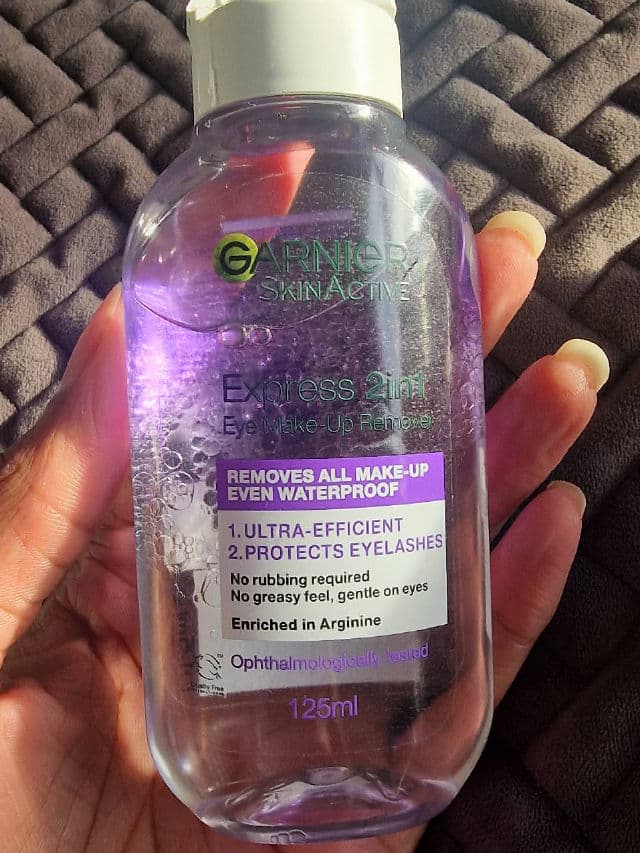 GARNIER
SKINACTIVE
Express 2in1
Eye Make-Up Remover
REMOVES ALL MAKE-UP
EVEN WATERPROOF
1. ULTRA-EFFICIENT
2. PROTECTS EYELASHES
No rubbing required
No greasy feel, gentle on eyes
Enriched in Arginine
Ophthalmologically tested
125ml